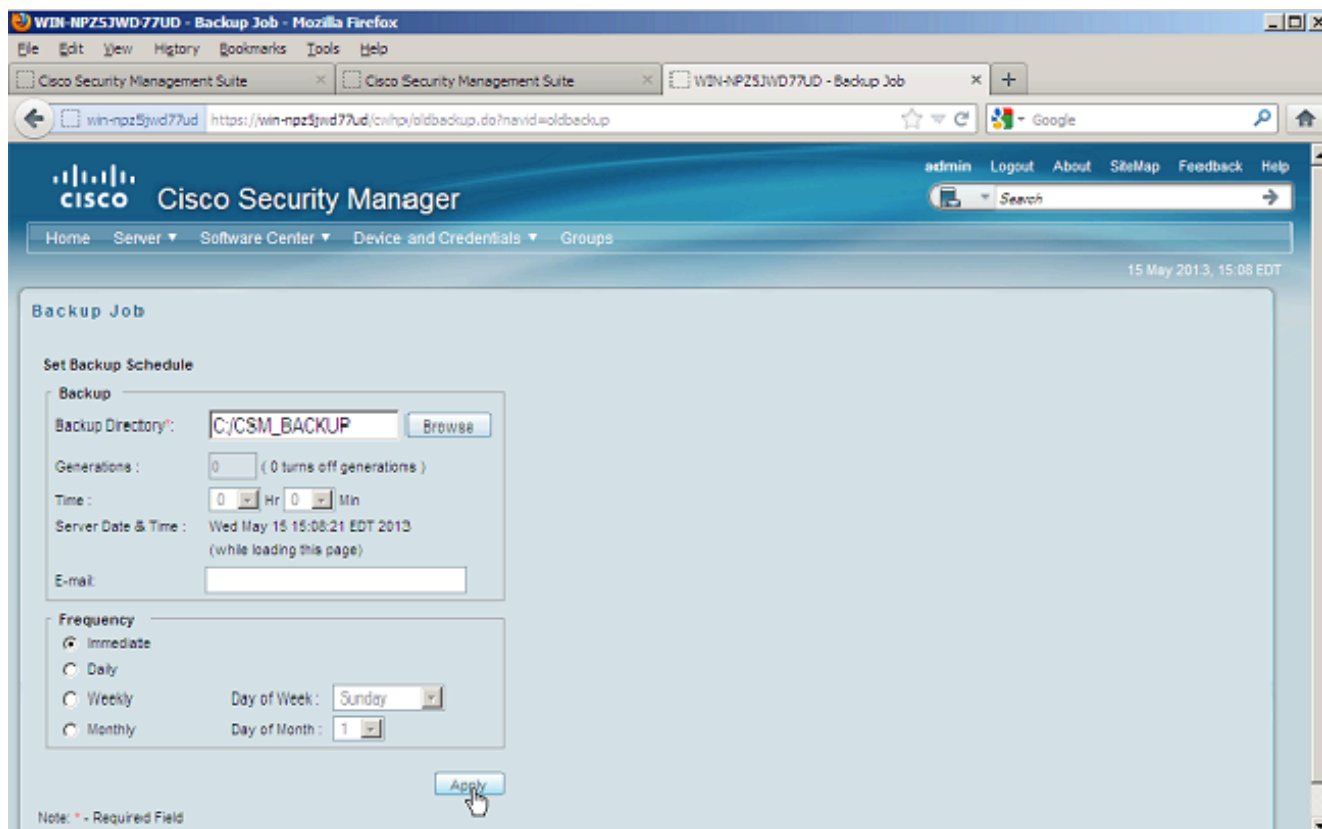 WIN-NPZ5JWD77UD - Backup Job - Mozilla Firefox
File Edit View History Bookmarks Tools Help
Cisco Security Management Suite × Cisco Security Management Suite × WIN-NPZ5JWD77UD - Backup Job × +
win-npz5jwd77ud https://win-npz5jwd77ud/cwhp/oldbackup.do?navid=oldbackup Google
admin Logout About SiteMap Feedback Help
CISCO Cisco Security Manager
Search
Home Server Software Center Device and Credentials Groups
15 May 2013, 15:08 EDT
Backup Job
Set Backup Schedule
Backup
Backup Directory*: C:/CSM_BACKUP Browse
Generations : 0 ( 0 turns off generations )
Time : 0 Hr 0 Min
Server Date & Time : Wed May 15 15:08:21 EDT 2013
(while loading this page)
E-mail:
Frequency
Immediate
Daily
Weekly Day of Week : Sunday
Monthly Day of Month : 1
Apply
Note: * - Required Field